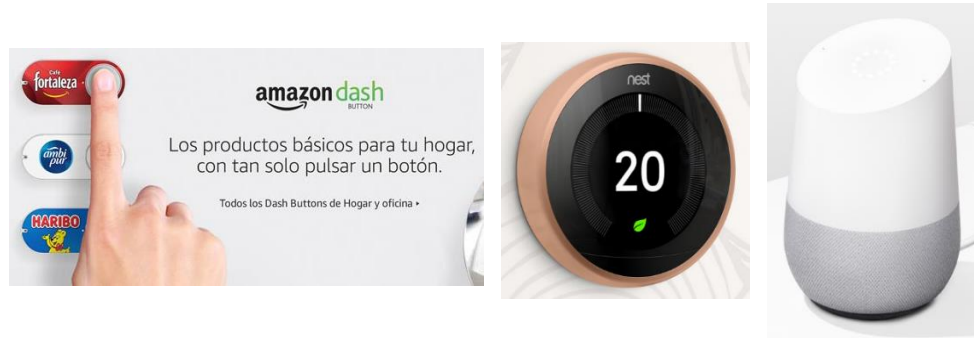 Café
fortaleza
ambi
pur
HARIBO
amazon dash
BUTTON
Los productos básicos para tu hogar,
con tan solo pulsar un botón.
Todos los Dash Buttons de Hogar y oficina ▸
nest
20